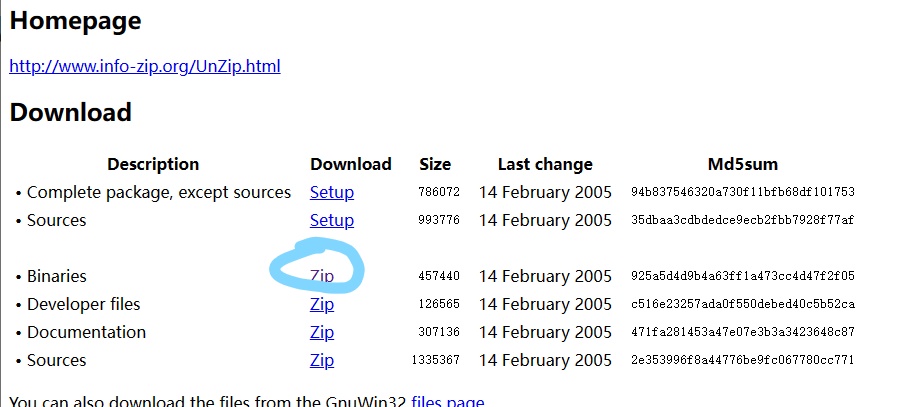 Homepage
http://www.info-zip.org/UnZip.html
Download
Description Download Size Last change Md5sum
• Complete package, except sources Setup 786072 14 February 2005 94b837546320a730f11bfb68df101753
• Sources Setup 993776 14 February 2005 35dbaa3cdbdedce9ecb2fbb7928f77af
• Binaries Zip 457440 14 February 2005 925a5d4d9b4a63ff1a473cc4d47f2f05
• Developer files Zip 126565 14 February 2005 c516e23257ada0f550debed40c5b52ca
• Documentation Zip 307136 14 February 2005 471fa281453a47e07e3b3a3423648c87
• Sources Zip 1335367 14 February 2005 2e353996f8a44776be9fc067780cc771
You can also download the files from the GnuWin32 files page